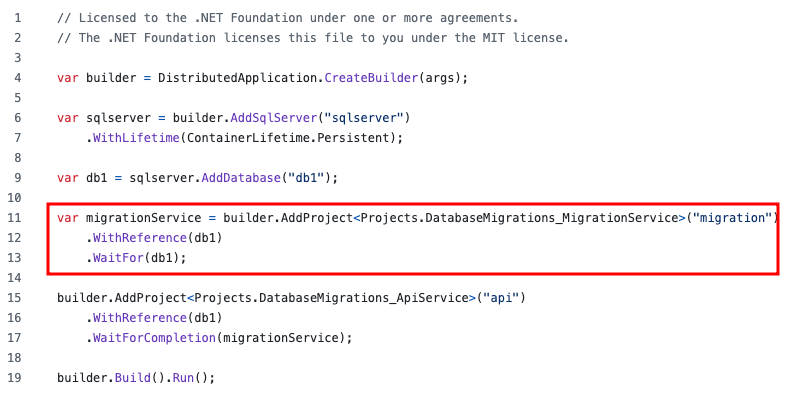 1 // Licensed to the .NET Foundation under one or more agreements.
2 // The .NET Foundation licenses this file to you under the MIT license.
3
4 var builder = DistributedApplication.CreateBuilder(args);
5
6 var sqlserver = builder.AddSqlServer("sqlserver")
7     .WithLifetime(ContainerLifetime.Persistent);
8
9 var db1 = sqlserver.AddDatabase("db1");
10
11 var migrationService = builder.AddProject<Projects.DatabaseMigrations_MigrationService>("migration")
12     .WithReference(db1)
13     .WaitFor(db1);
14
15 builder.AddProject<Projects.DatabaseMigrations_ApiService>("api")
16     .WithReference(db1)
17     .WaitForCompletion(migrationService);
18
19 builder.Build().Run();